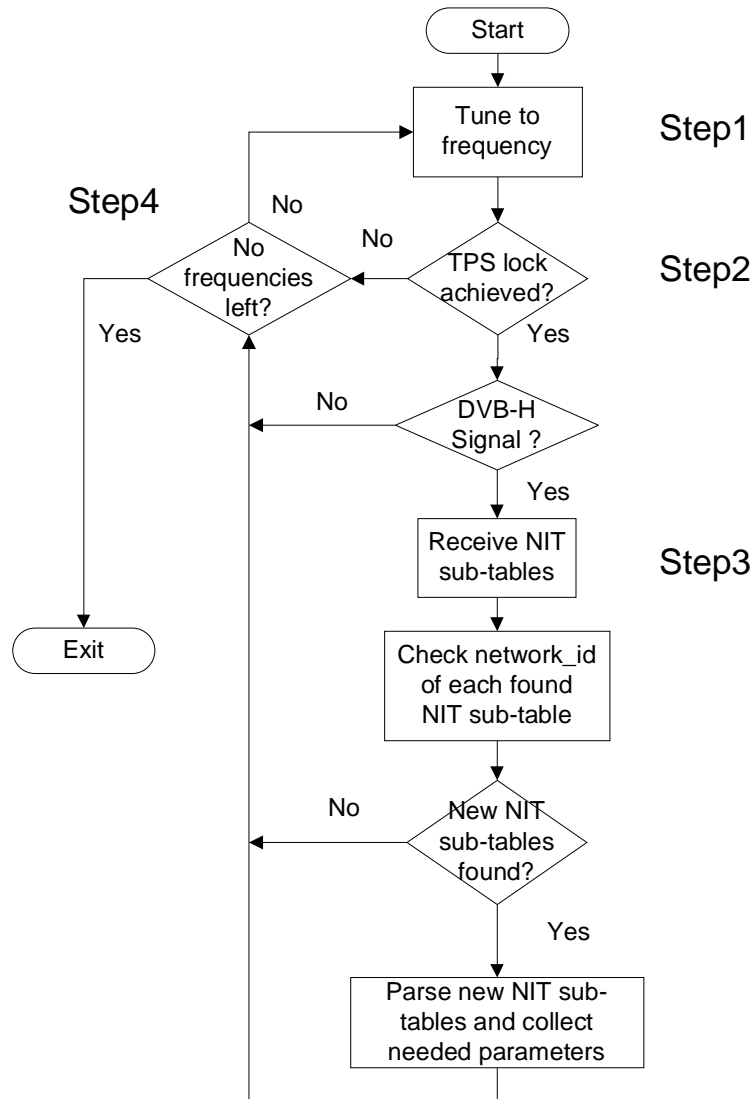 Start
Tune to
frequency
Step1
Step4
No
No
No
frequencies
left?
TPS lock
achieved?
Step2
Yes
Yes
No
DVB-H
Signal ?
Yes
Receive NIT
sub-tables
Step3
Exit
Check network_id
of each found
NIT sub-table
No
New NIT
sub-tables
found?
Yes
Parse new NIT sub-
tables and collect
needed parameters